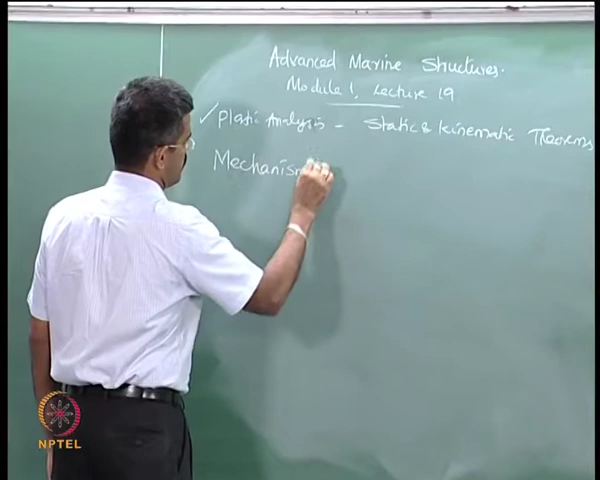 Advanced Marine Structures.
Module 1, Lecture 19
✓ Plastic Analysis - Static & kinematic Theorems
Mechanism
NPTEL